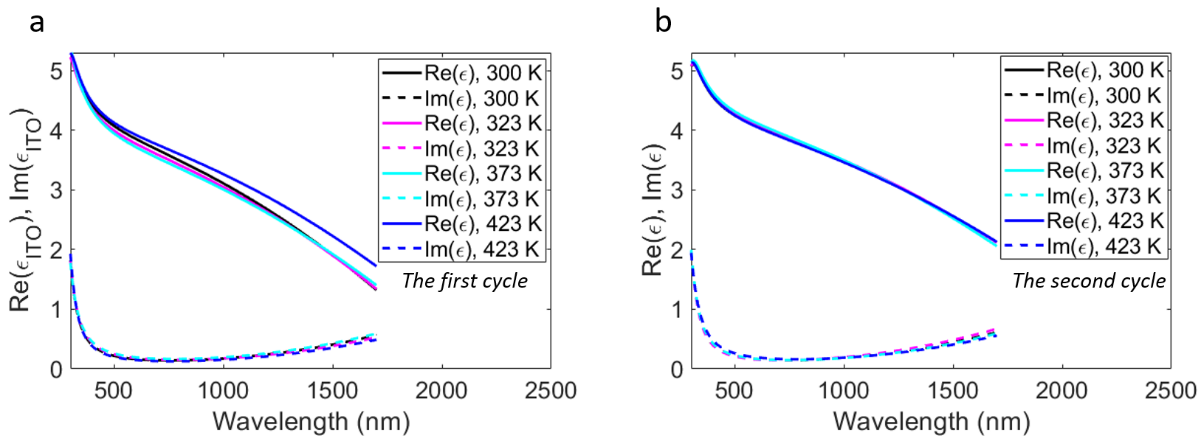 a
Re(ϵ_ITO), Im(ϵ_ITO)
5
4
3
2
1
0
500
1000
1500
2000
2500
Wavelength (nm)
Re(ϵ), 300 K
Im(ϵ), 300 K
Re(ϵ), 323 K
Im(ϵ), 323 K
Re(ϵ), 373 K
Im(ϵ), 373 K
Re(ϵ), 423 K
Im(ϵ), 423 K
The first cycle
b
Re(ϵ), Im(ϵ)
5
4
3
2
1
0
500
1000
1500
2000
2500
Wavelength (nm)
Re(ϵ), 300 K
Im(ϵ), 300 K
Re(ϵ), 323 K
Im(ϵ), 323 K
Re(ϵ), 373 K
Im(ϵ), 373 K
Re(ϵ), 423 K
Im(ϵ), 423 K
The second cycle